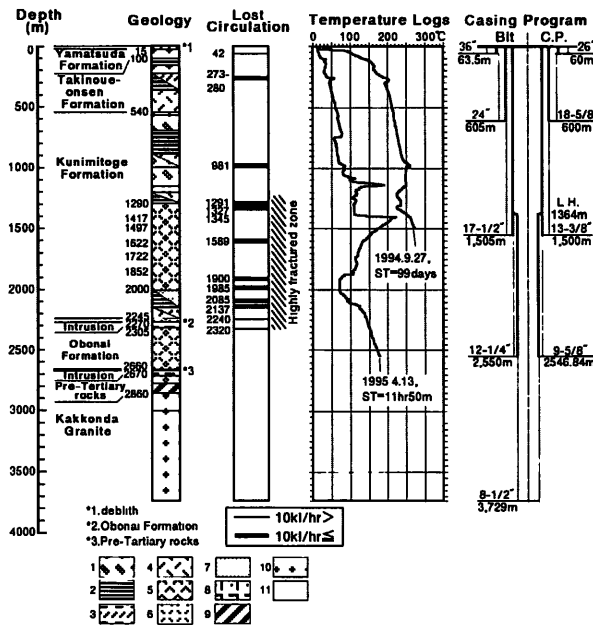 Depth
(m)
Geology
Lost
Circulation
Temperature Logs
Casing Program
0
500
1000
1500
2000
2500
3000
3500
4000
Yamatsuda
Formation
Takinoue-
onsen Formation
Kunimitoge
Formation
Intrusion
Obonai
Formation
Intrusion
Pre-Tertiary
rocks
Kakkonda
Granite
15
100
540
1290
1417
1497
1622
1722
1852
2000
2245
2270
2305
2660
2670
2860
*1
*2
*3
42
273-
280
981
1291
1345
1589
1900
1985
2085
2137
2240
2320
Highly fractured zone
0 100 200 300℃
1994.9.27,
ST=99days
1995 4.13,
ST=11hr50m
Bit
C.P.
36″
63.5m
26″
60m
24″
605m
18-5/8
600m
L.H.
1364m
17-1/2″
1,505m
13-3/8″
1,500m
12-1/4″
2,550m
9-5/8″
2546.84m
8-1/2″
3,729m
*1.deblith
*2.Obonai Formation
*3.Pre-Tertiary rocks
10kl/hr>
10kl/hr≦
1 4 7 10
2 5 8 11
3 6 9